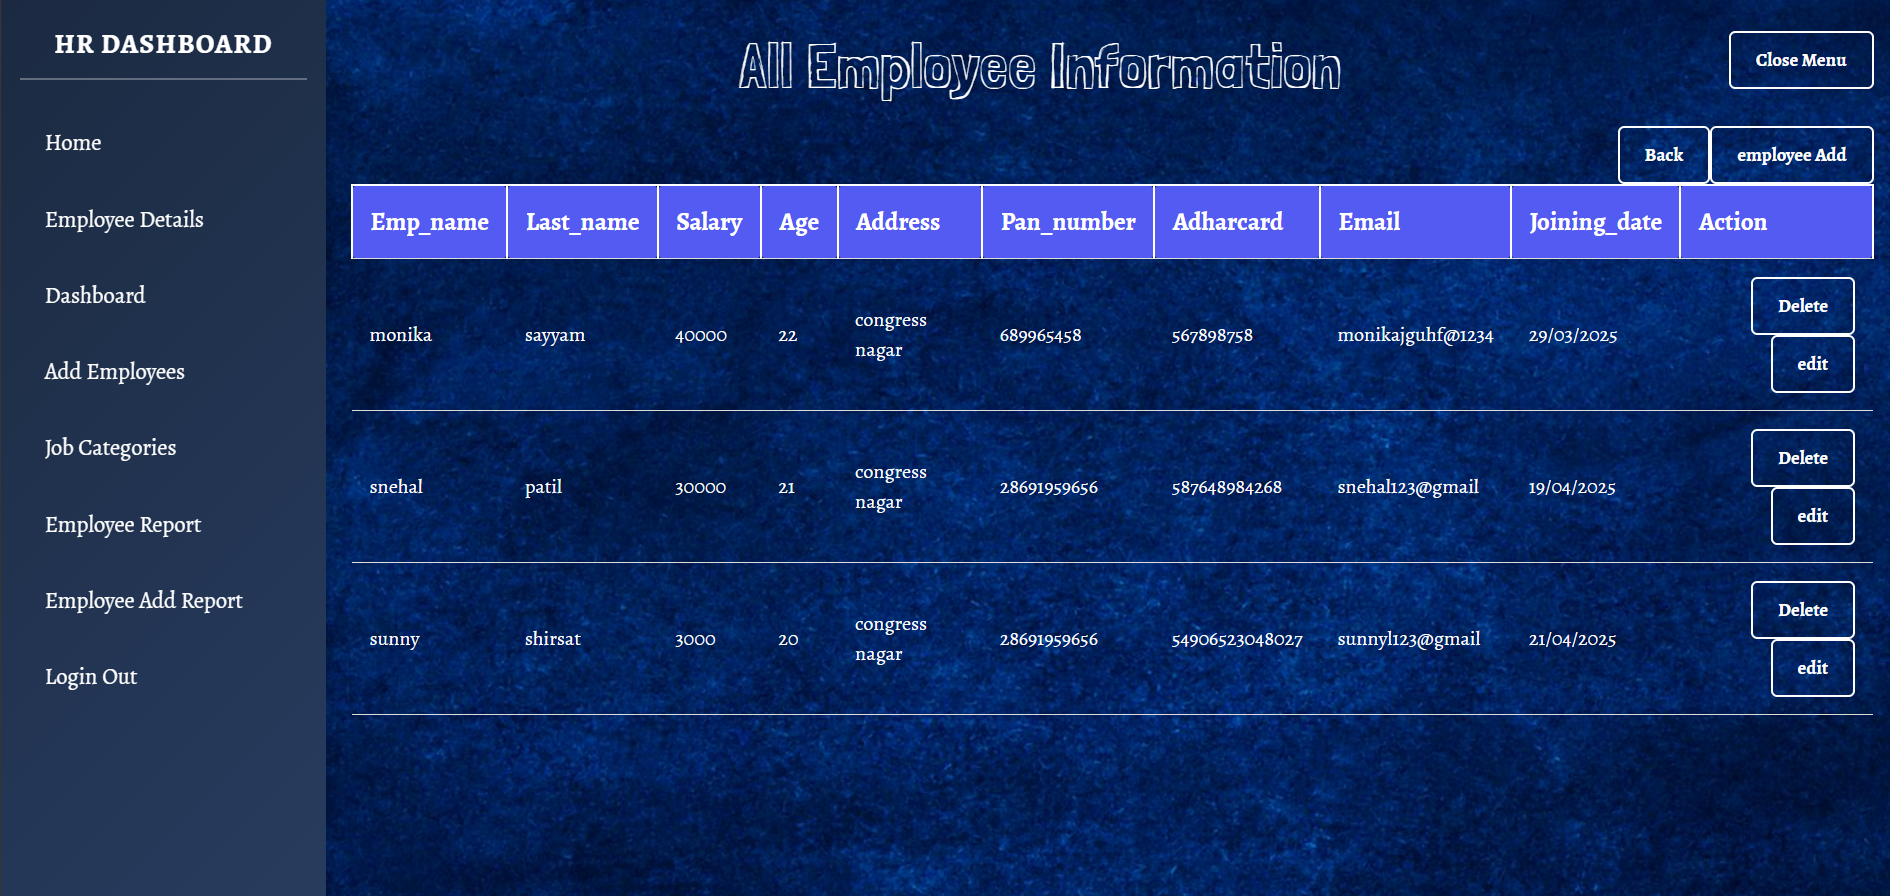 HR DASHBOARD
Home
Employee Details
Dashboard
Add Employees
Job Categories
Employee Report
Employee Add Report
Login Out
All Employee Information
Close Menu
Back employee Add
Emp_name Last_name Salary Age Address Pan_number Adharcard Email Joining_date Action
monika sayyam 40000 22 congress nagar 689965458 567898758 monikajguhf@1234 29/03/2025 Delete edit
snehal patil 30000 21 congress nagar 28691959656 587648984268 snehal123@gmail 19/04/2025 Delete edit
sunny shirsat 3000 20 congress nagar 28691959656 54906523048027 sunnyl123@gmail 21/04/2025 Delete edit